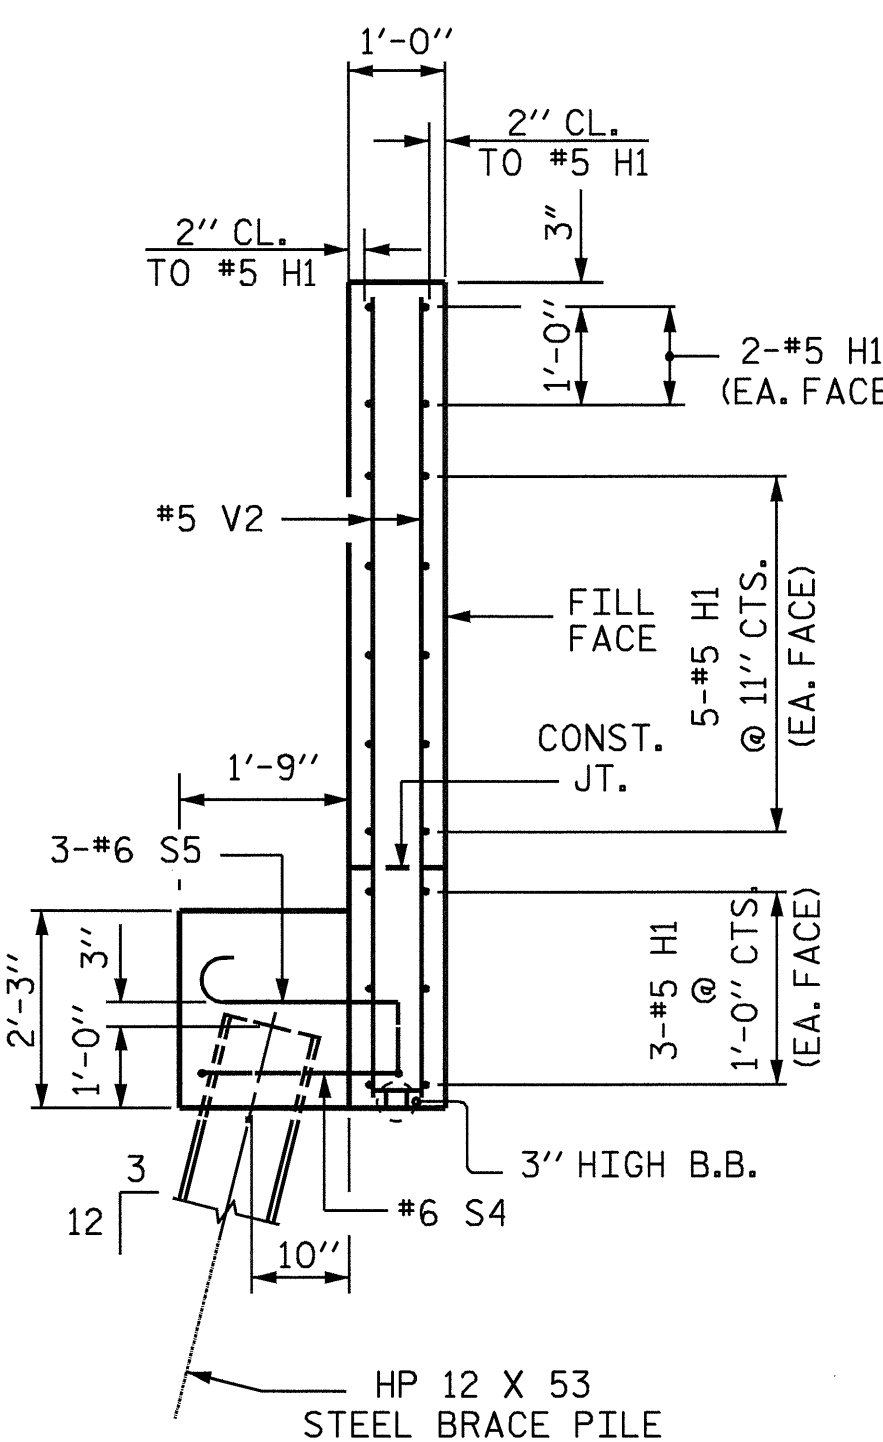 1'-0"
2" CL.
TO #5 H1
3"
2" CL.
TO #5 H1
1'-0"
2-#5 H1
(EA. FACE
#5 V2
FILL
FACE
5-#5 H1
@ 11" CTS.
(EA. FACE)
CONST.
JT.
1'-9"
3-#6 S5
3"
2'-3"
1'-0"
3-#5 H1
@
1'-0" CTS.
(EA. FACE)
3" HIGH B.B.
3
12
#6 S4
10"
HP 12 X 53
STEEL BRACE PILE